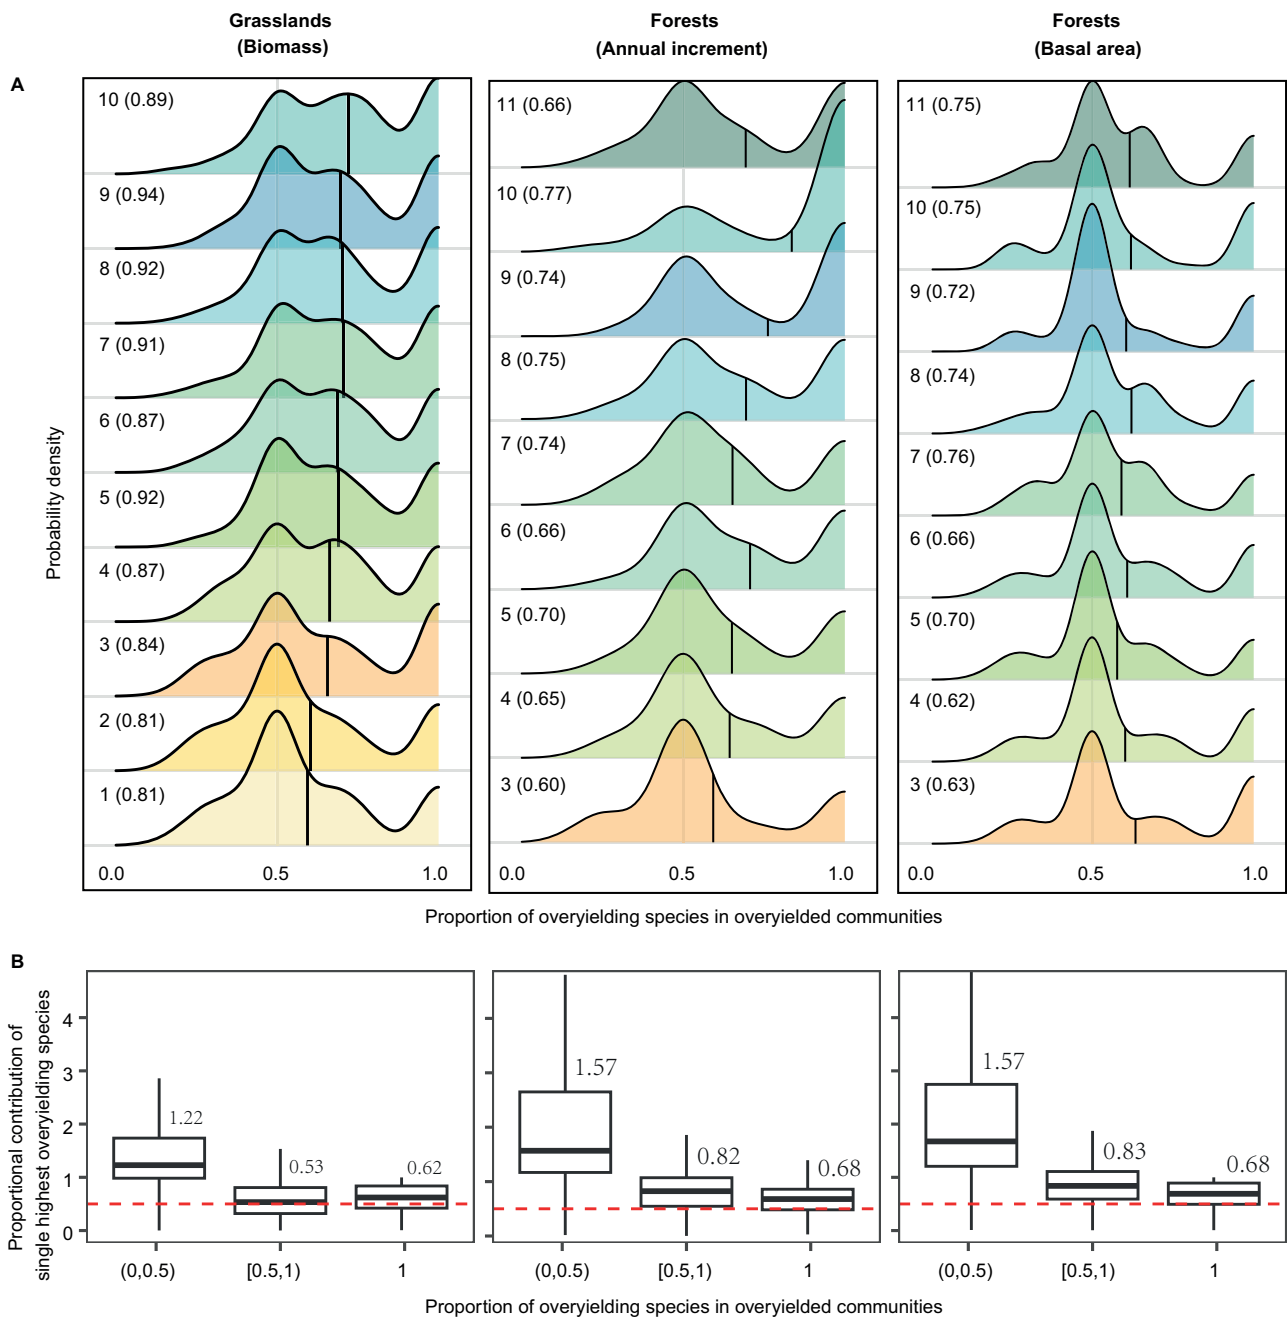 Grasslands
(Biomass)
Forests
(Annual increment)
Forests
(Basal area)
A
Probability density
10 (0.89)
9 (0.94)
8 (0.92)
7 (0.91)
6 (0.87)
5 (0.92)
4 (0.87)
3 (0.84)
2 (0.81)
1 (0.81)
0.0 0.5 1.0
11 (0.66)
10 (0.77)
9 (0.74)
8 (0.75)
7 (0.74)
6 (0.66)
5 (0.70)
4 (0.65)
3 (0.60)
0.0 0.5 1.0
11 (0.75)
10 (0.75)
9 (0.72)
8 (0.74)
7 (0.76)
6 (0.66)
5 (0.70)
4 (0.62)
3 (0.63)
0.0 0.5 1.0
Proportion of overyielding species in overyielded communities
B
Proportional contribution of
single highest overyielding species
4
3
2
1
0
1.22
0.53
0.62
(0,0.5) [0.5,1) 1
1.57
0.82
0.68
(0,0.5) [0.5,1) 1
1.57
0.83
0.68
(0,0.5) [0.5,1) 1
Proportion of overyielding species in overyielded communities